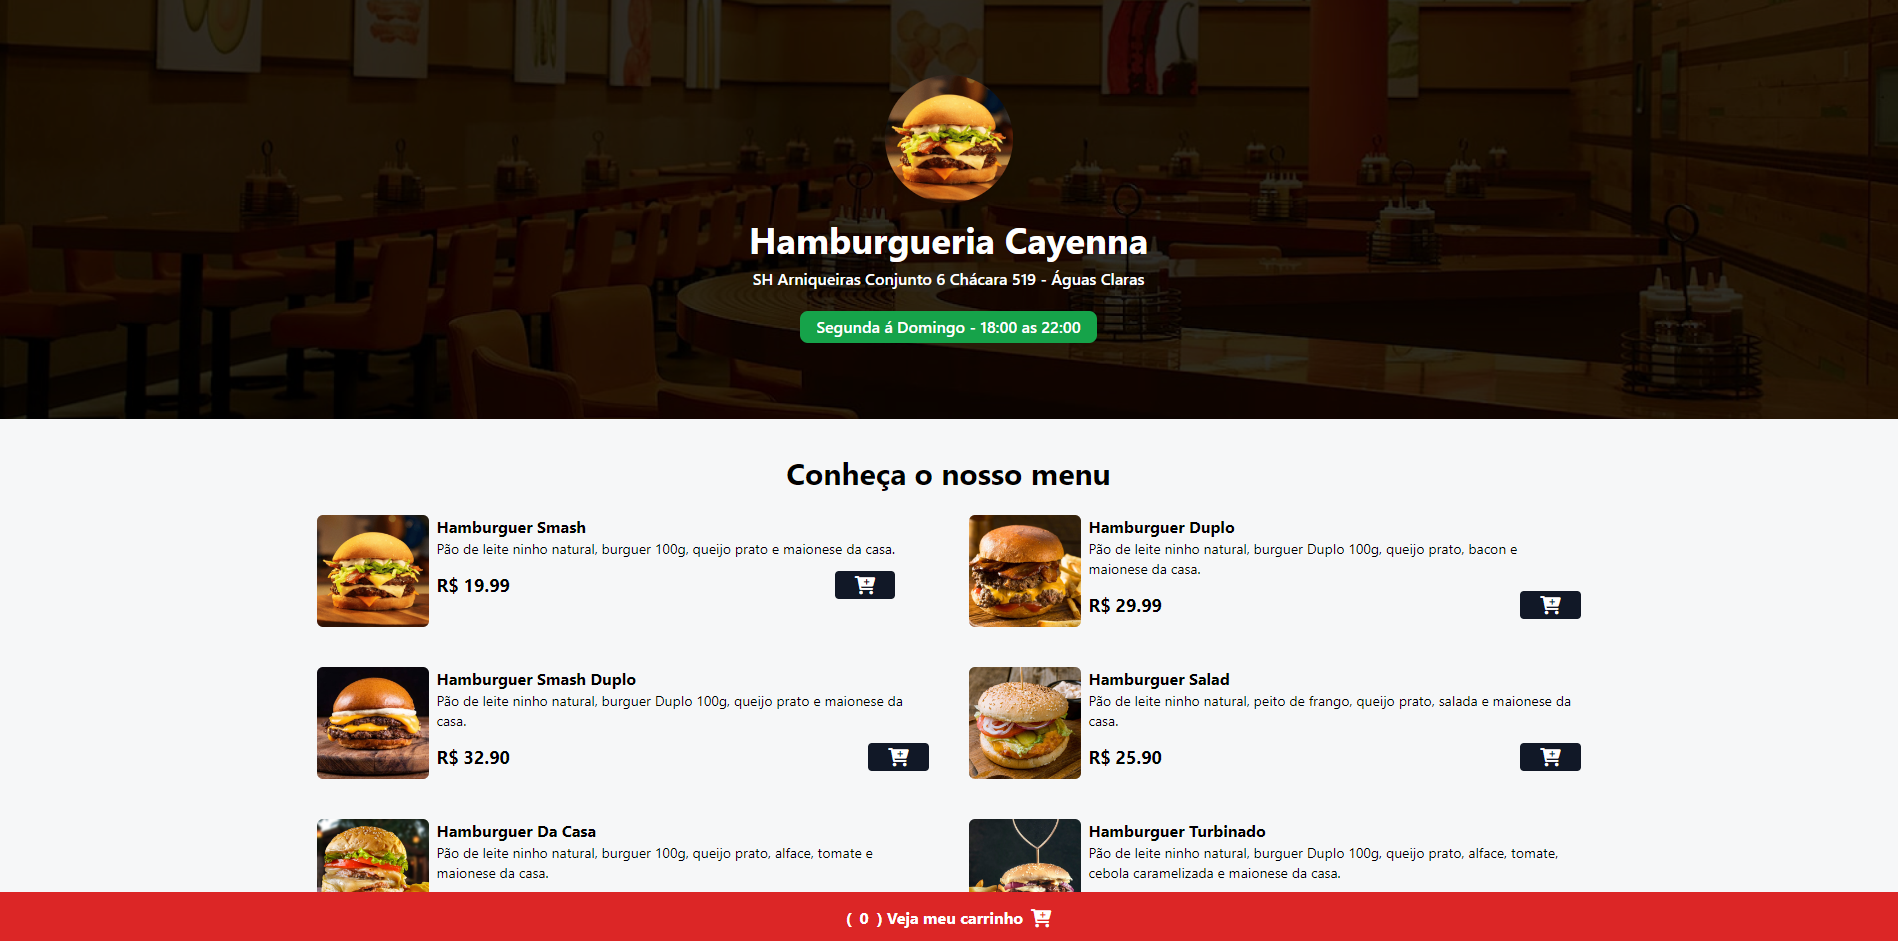 Hamburgueria Cayenna
SH Arniqueiras Conjunto 6 Chácara 519 - Águas Claras
Segunda á Domingo - 18:00 as 22:00
Conheça o nosso menu
Hamburguer Smash
Pão de leite ninho natural, burguer 100g, queijo prato e maionese da casa.
R$ 19.99
Hamburguer Duplo
Pão de leite ninho natural, burguer Duplo 100g, queijo prato, bacon e
maionese da casa.
R$ 29.99
Hamburguer Smash Duplo
Pão de leite ninho natural, burguer Duplo 100g, queijo prato e maionese da
casa.
R$ 32.90
Hamburguer Salad
Pão de leite ninho natural, peito de frango, queijo prato, salada e maionese da
casa.
R$ 25.90
Hamburguer Da Casa
Pão de leite ninho natural, burguer 100g, queijo prato, alface, tomate e
maionese da casa.
Hamburguer Turbinado
Pão de leite ninho natural, burguer Duplo 100g, queijo prato, alface, tomate,
cebola caramelizada e maionese da casa.
( 0 ) Veja meu carrinho